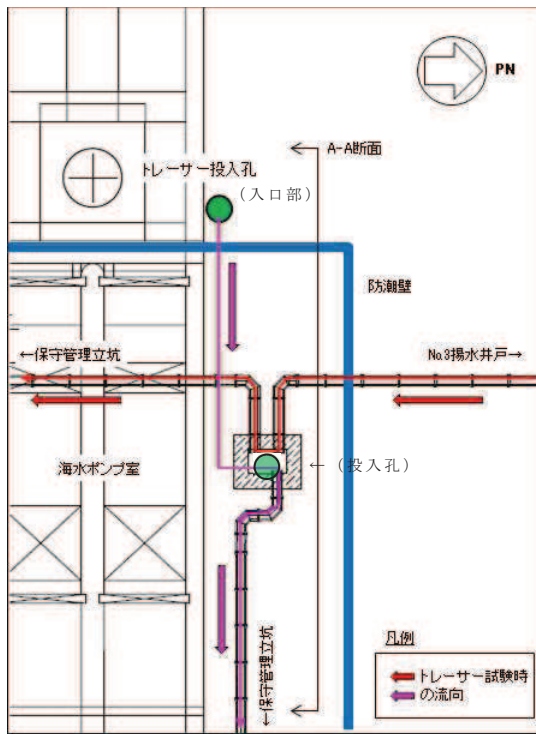 PN
A-A断面
トレーサー投入孔
(入口部)
防潮壁
←保守管理立坑
No.3揚水井戸→
海水ポンプ室
←(投入孔)
←保守管理立坑
凡例
トレーサー試験時
の流向